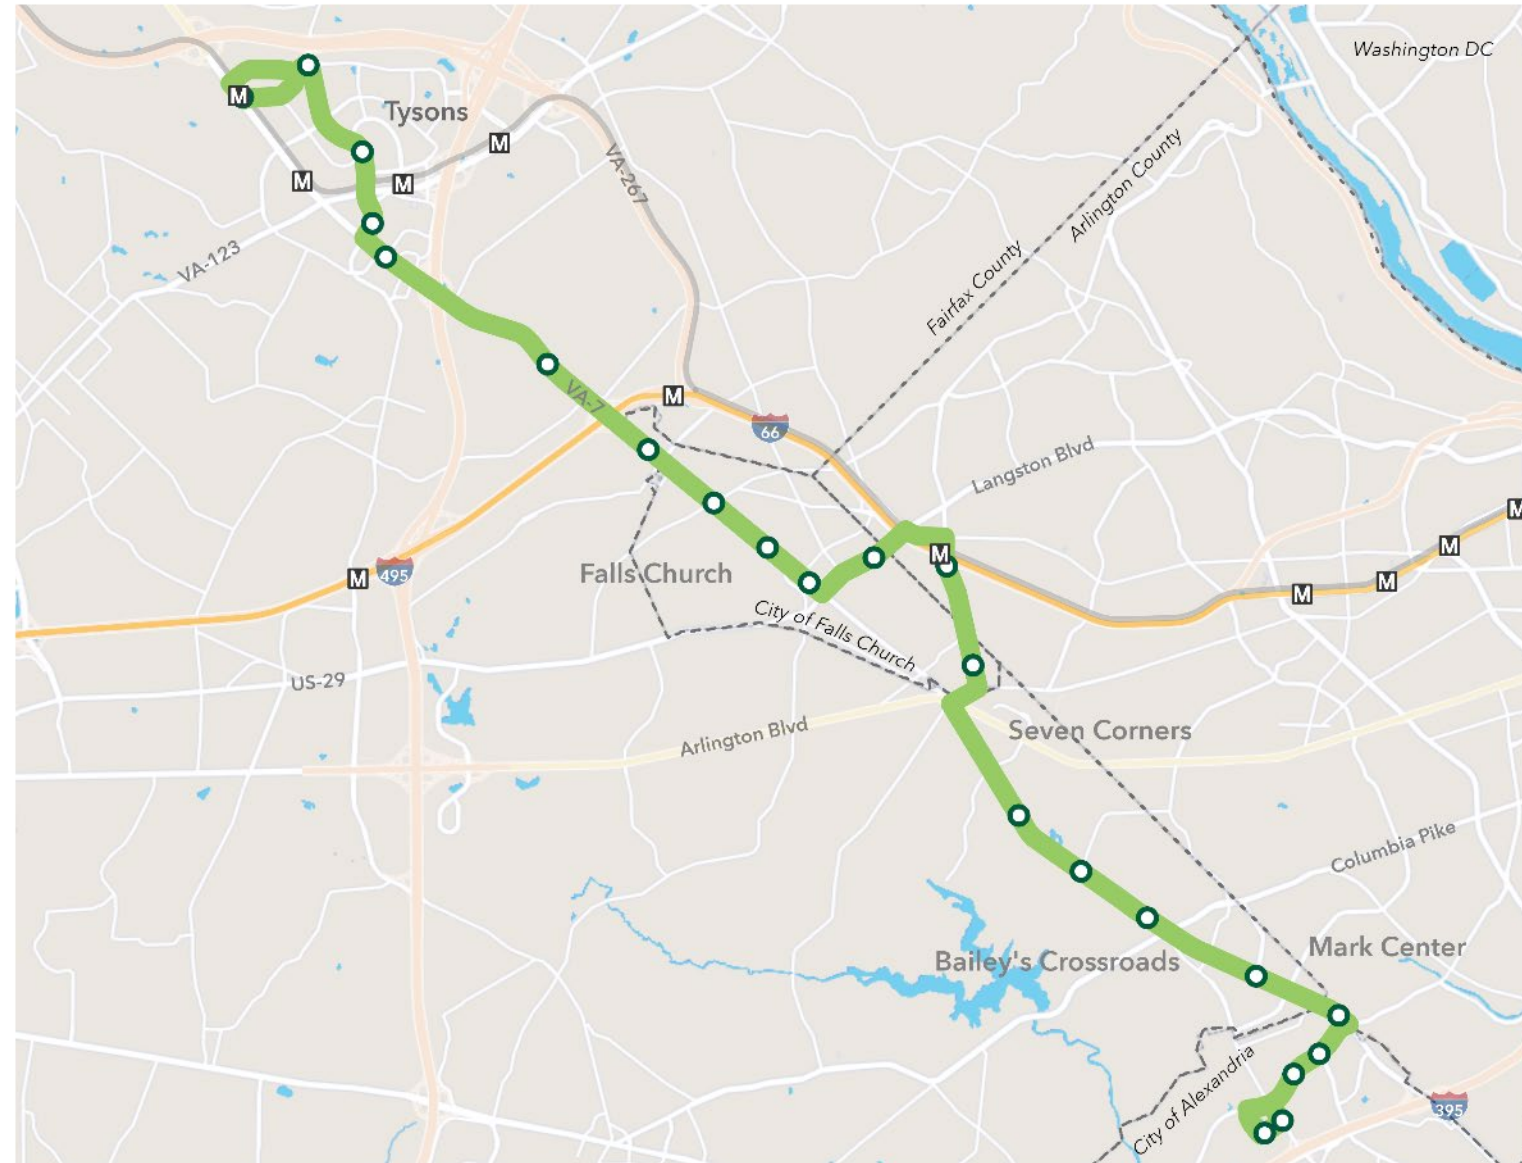 Washington DC
M
Tysons
M
VA-267
Arlington County
M
M
VA-123
Fairfax County
VA-7
M
66
Langston Blvd
M
M
M
Falls Church
495
M
M
M
City of Falls Church
US-29
Arlington Blvd
Seven Corners
Columbia Pike
Bailey's Crossroads
Mark Center
City of Alexandria
395